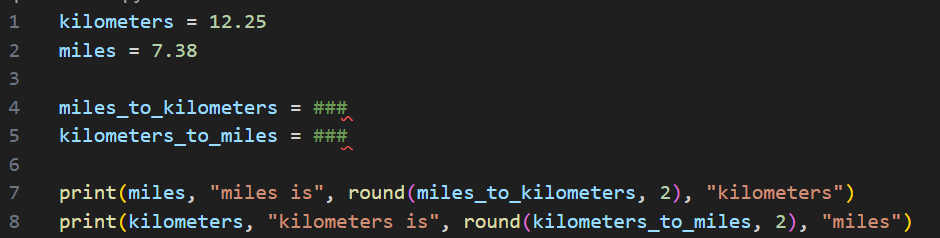 1 kilometers = 12.25
2 miles = 7.38
3
4 miles_to_kilometers = ###
5 kilometers_to_miles = ###
6
7 print(miles, "miles is", round(miles_to_kilometers, 2), "kilometers")
8 print(kilometers, "kilometers is", round(kilometers_to_miles, 2), "miles")